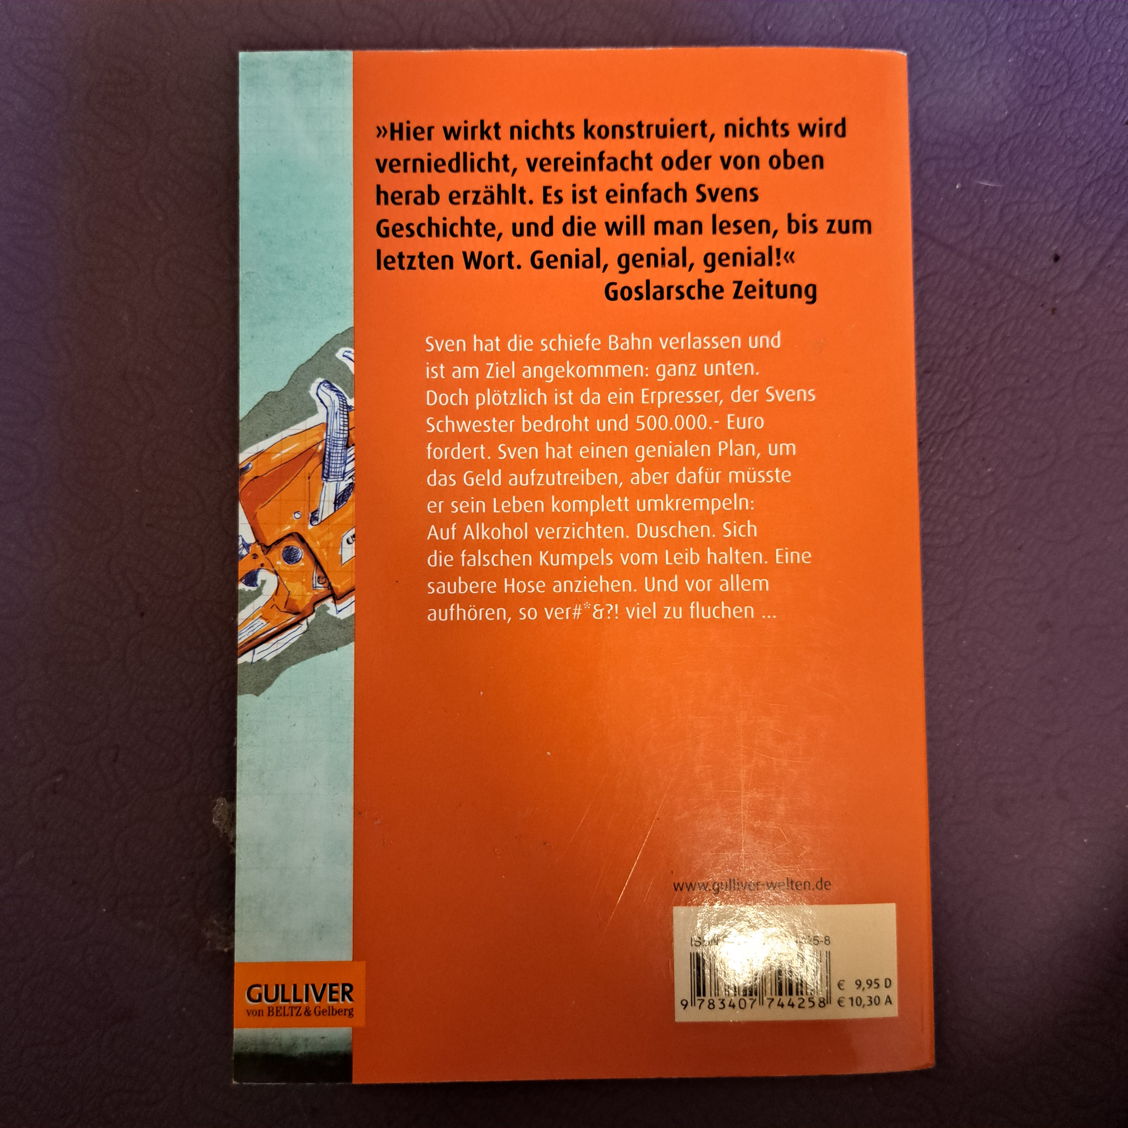 »Hier wirkt nichts konstruiert, nichts wird
verniedlicht, vereinfacht oder von oben
herab erzählt. Es ist einfach Svens
Geschichte, und die will man lesen, bis zum
letzten Wort. Genial, genial, genial!«
Goslarsche Zeitung
Sven hat die schiefe Bahn verlassen und
ist am Ziel angekommen: ganz unten.
Doch plötzlich ist da ein Erpresser, der Svens
Schwester bedroht und 500.000.- Euro
fordert. Sven hat einen genialen Plan, um
das Geld aufzutreiben, aber dafür müsste
er sein Leben komplett umkrempeln:
Auf Alkohol verzichten. Duschen. Sich
die falschen Kumpels vom Leib halten. Eine
saubere Hose anziehen. Und vor allem
aufhören, so ver#*&?! viel zu fluchen ...
www.gulliver-welten.de
ISBN
€ 9,95 D
9 783407 744258 € 10,30 A
GULLIVER
von BELTZ & Gelberg